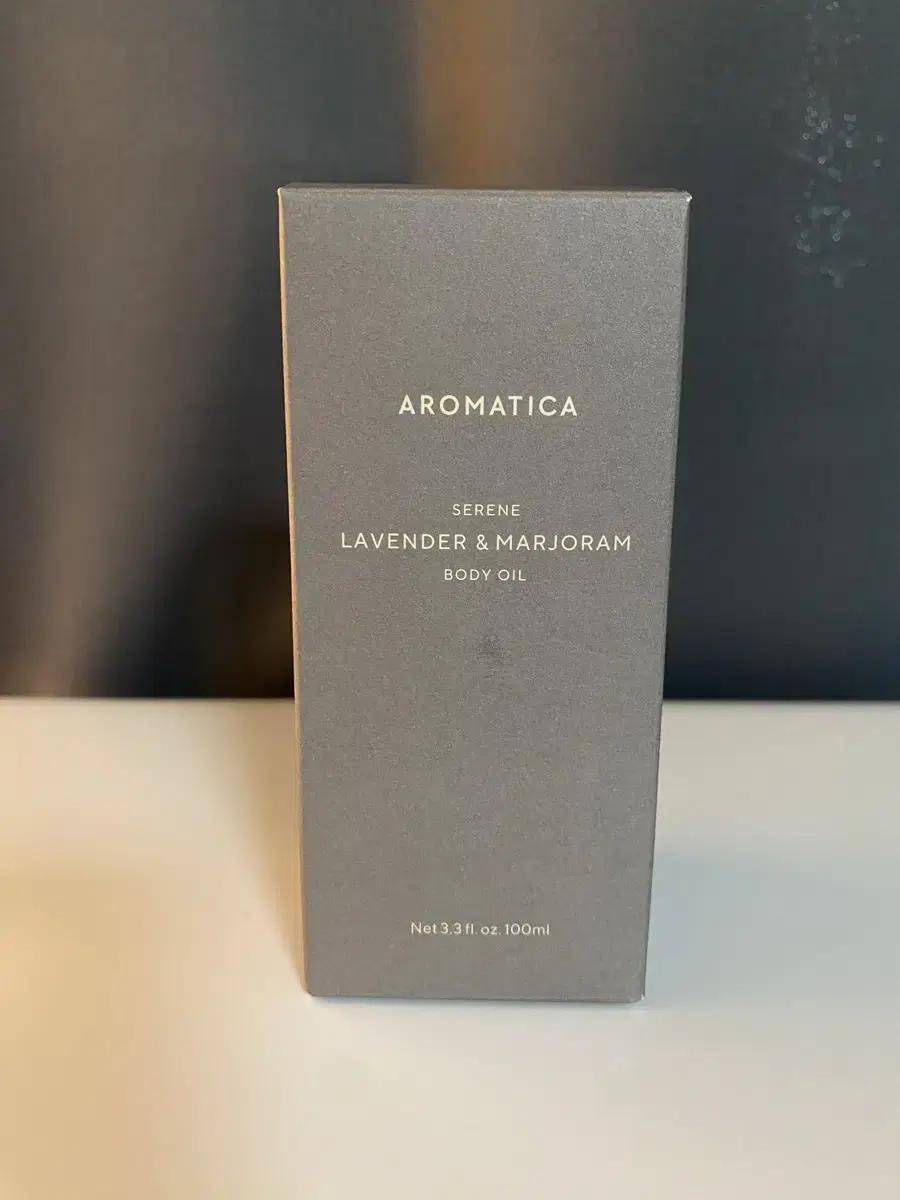 AROMATICA
SERENE
LAVENDER & MARJORAM
BODY OIL
Net 3.3 fl. oz. 100ml